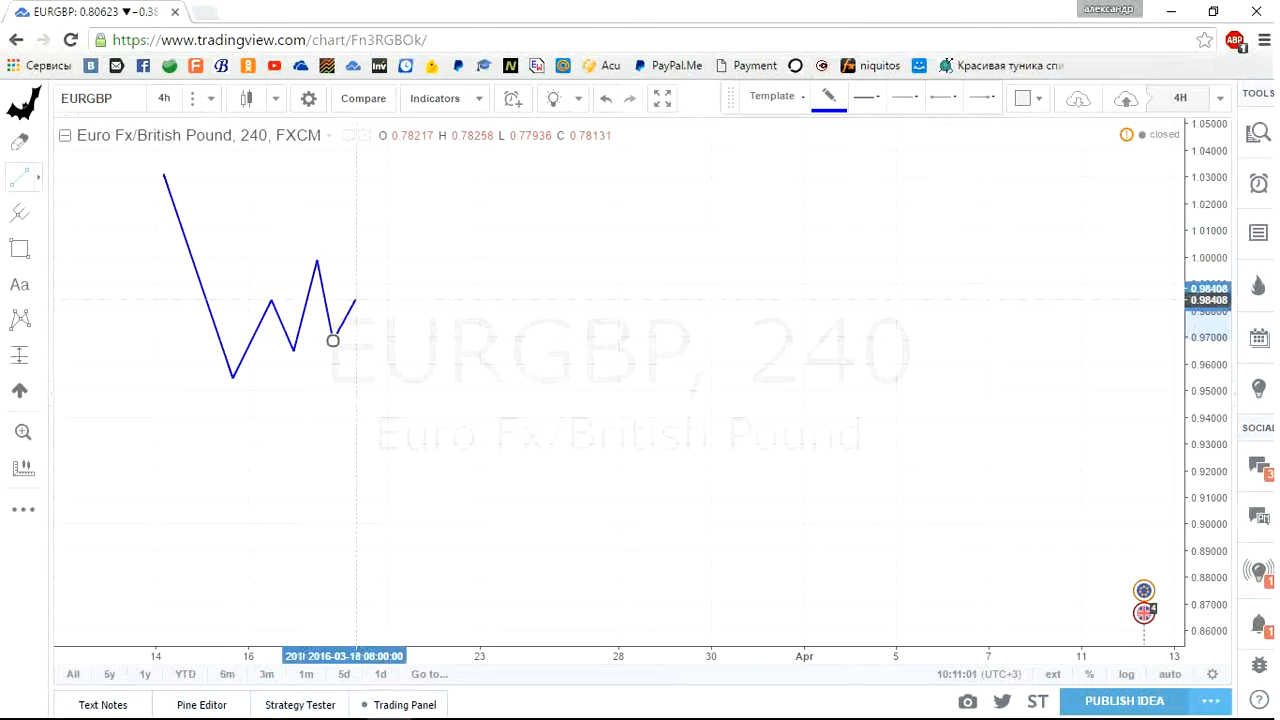 EURGBP: 0.80623 ▼−0.38
александр
https://www.tradingview.com/chart/Fn3RGBOk/
Сервисы
Acu
PayPal.Me
Payment
niquitos
Красивая туника спи
EURGBP 4h Compare Indicators Template 4H TOOLS
Euro Fx/British Pound, 240, FXCM O 0.78217 H 0.78258 L 0.77936 C 0.78131 closed
1.05000
1.04000
1.03000
1.02000
1.01000
1.00000
0.98408
0.98408
0.98000
0.97000
0.96000
0.95000
0.94000
0.93000
0.92000
0.91000
0.90000
0.89000
0.88000
0.87000
0.86000
EURGBP, 240
Euro Fx/British Pound
SOCIAL
14 16 2016-03-18 08:00:00 23 28 30 Apr 5 7 13
All 5y 1y YTD 6m 3m 1m 5d 1d Go to... 10:11:01 (UTC+3) ext % log auto
Text Notes Pine Editor Strategy Tester Trading Panel ST PUBLISH IDEA